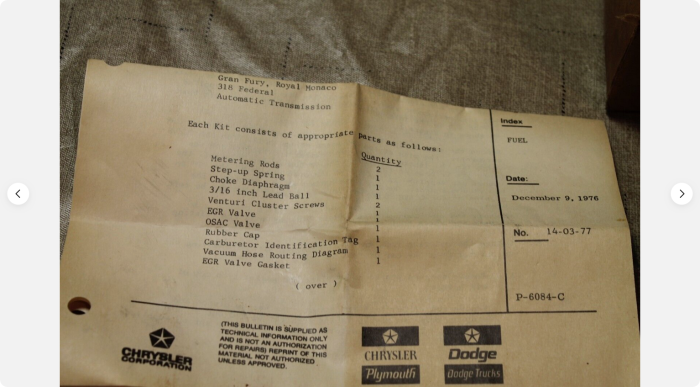 Gran Fury, Royal Monaco
318 Federal
Automatic Transmission
Each Kit consists of appropriate parts as follows:
Quantity
Metering Rods 2
Step-up Spring 1
Choke Diaphragm 1
3/16 inch Lead Ball 1
Venturi Cluster Screws 2
EGR Valve 1
OSAC Valve 1
Rubber Cap 1
Carburetor Identification Tag 1
Vacuum Hose Routing Diagram 1
EGR Valve Gasket 1
( over )
Index
FUEL
Date:
December 9, 1976
No. 14-03-77
P-6084-C
CHRYSLER
CORPORATION
(THIS BULLETIN IS SUPPLIED AS
TECHNICAL INFORMATION ONLY
AND IS NOT AN AUTHORIZATION
FOR REPAIRS) REPRINT OF THIS
MATERIAL NOT AUTHORIZED
UNLESS APPROVED.
CHRYSLER
Plymouth
Dodge
Dodge Trucks